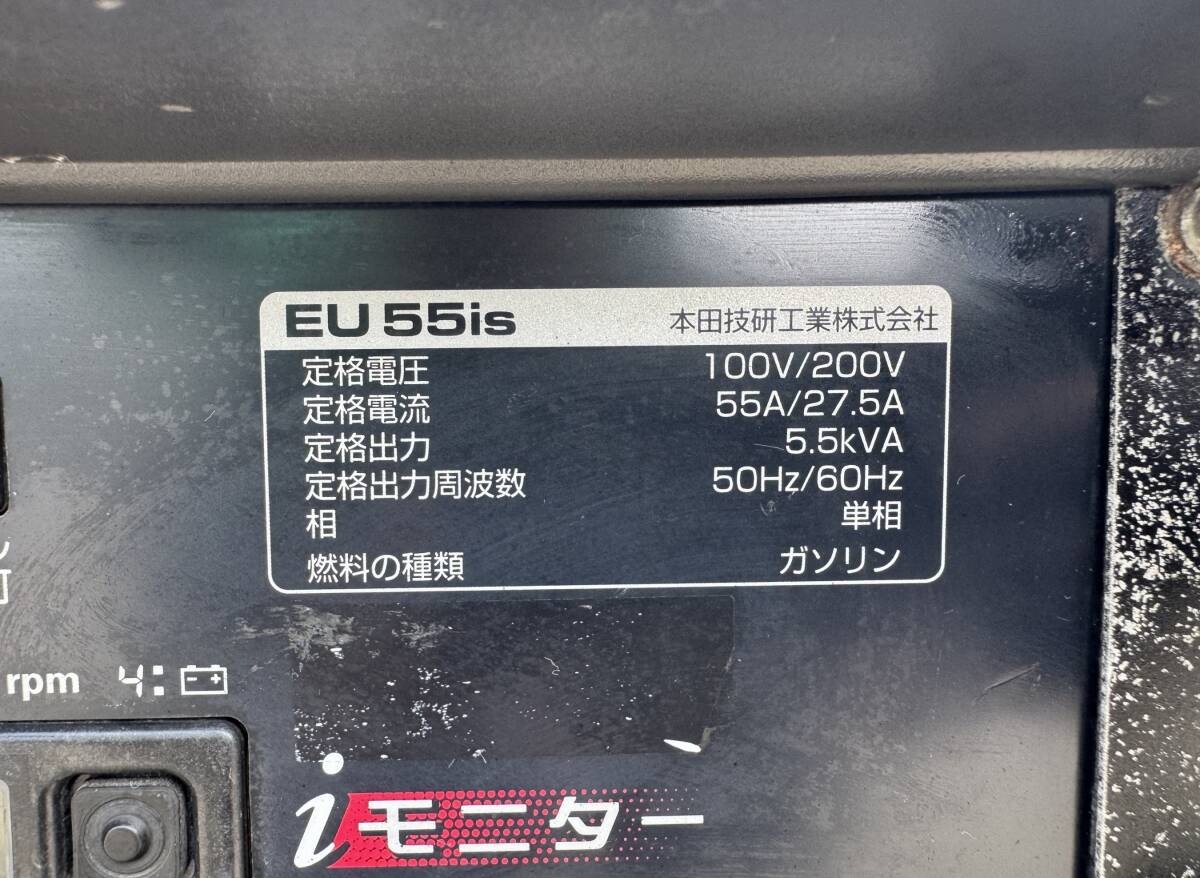 EU55is 本田技研工業株式会社
定格電圧 100V/200V
定格電流 55A/27.5A
定格出力 5.5kVA
定格出力周波数 50Hz/60Hz
相 単相
燃料の種類 ガソリン
rpm 4:
iモニター